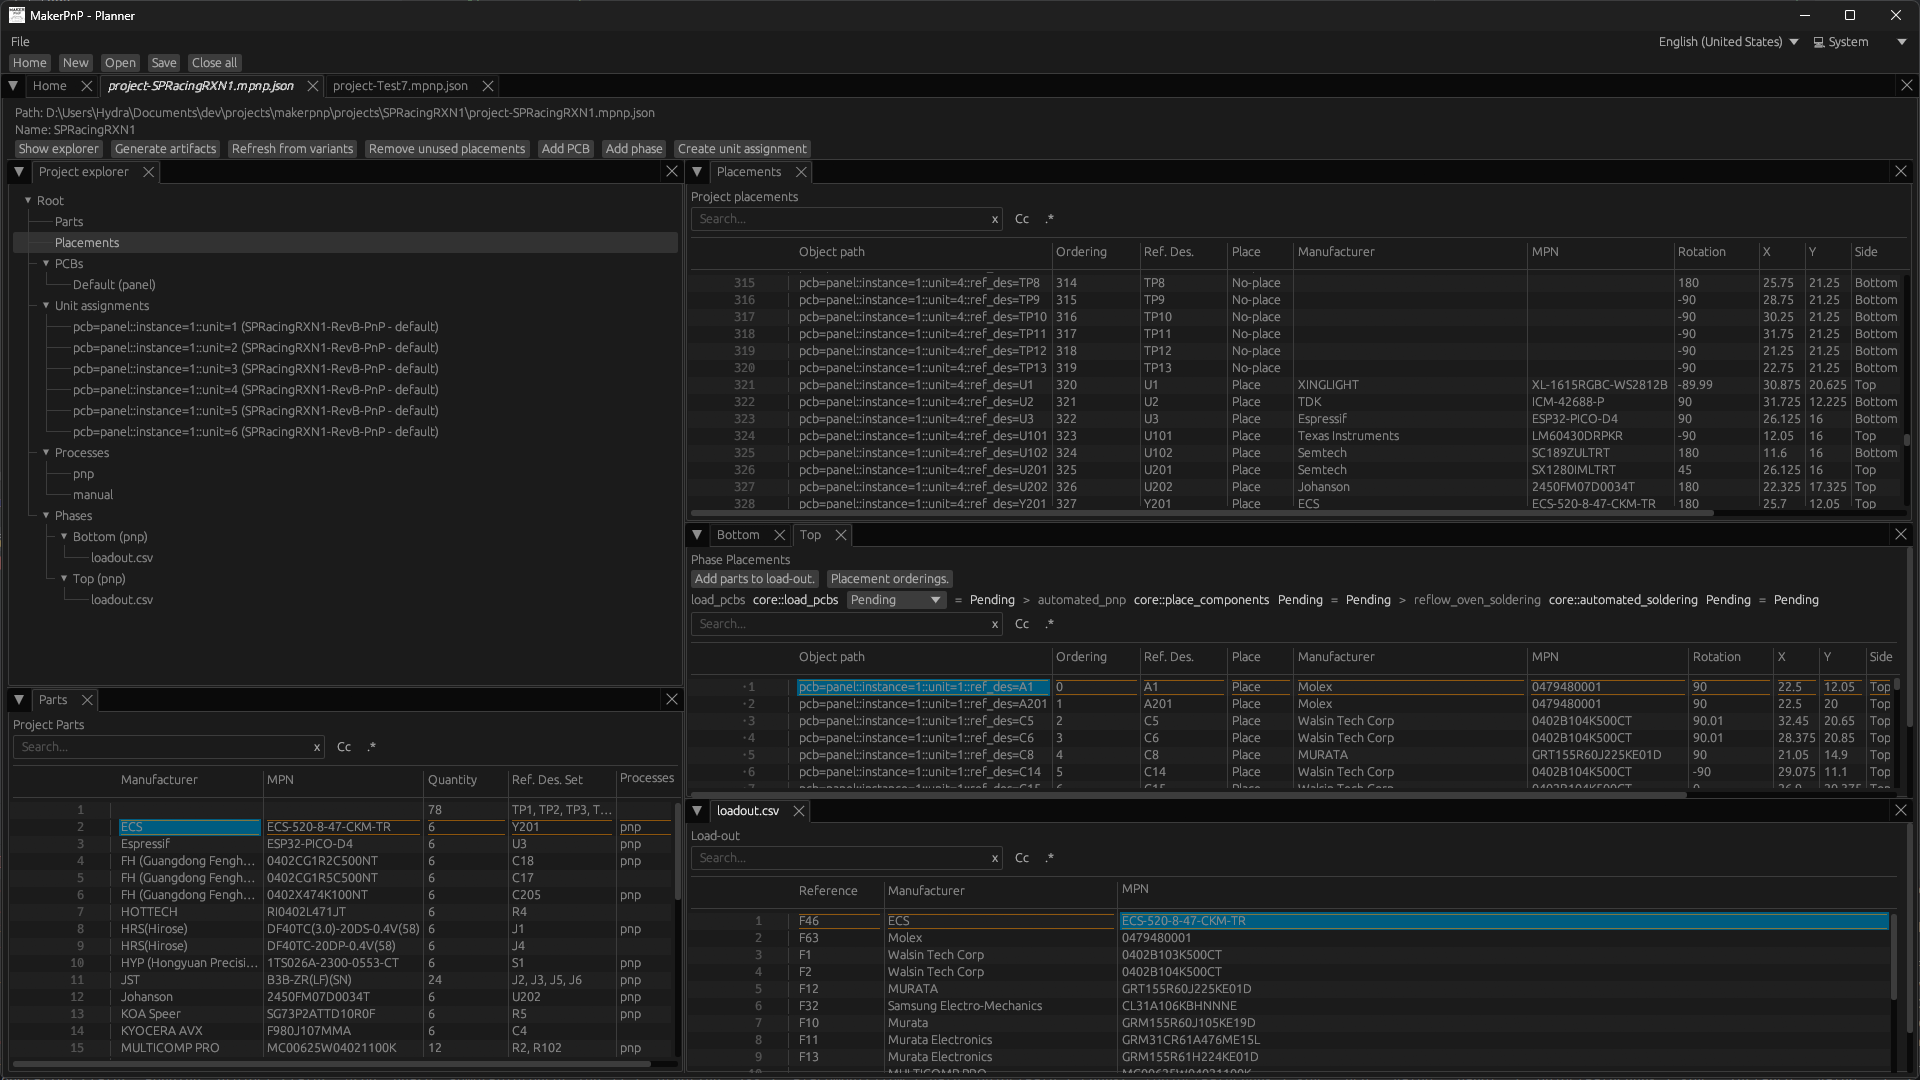 MakerPnP - Planner
File
English (United States) System
Home New Open Save Close all
Home project-SPRacingRXN1.mpnp.json project-Test7.mpnp.json
Path: D:\Users\Hydra\Documents\dev\projects\makerpnp\projects\SPRacingRXN1\project-SPRacingRXN1.mpnp.json
Name: SPRacingRXN1
Show explorer Generate artifacts Refresh from variants Remove unused placements Add PCB Add phase Create unit assignment
Project explorer
Root
Parts
Placements
PCBs
Default (panel)
Unit assignments
pcb=panel::instance=1::unit=1 (SPRacingRXN1-RevB-PnP - default)
pcb=panel::instance=1::unit=2 (SPRacingRXN1-RevB-PnP - default)
pcb=panel::instance=1::unit=3 (SPRacingRXN1-RevB-PnP - default)
pcb=panel::instance=1::unit=4 (SPRacingRXN1-RevB-PnP - default)
pcb=panel::instance=1::unit=5 (SPRacingRXN1-RevB-PnP - default)
pcb=panel::instance=1::unit=6 (SPRacingRXN1-RevB-PnP - default)
Processes
pnp
manual
Phases
Bottom (pnp)
loadout.csv
Top (pnp)
loadout.csv
Parts
Project Parts
Search... x Cc .*
Manufacturer MPN Quantity Ref. Des. Set Processes
1 78 TP1, TP2, TP3, T...
2 ECS ECS-520-8-47-CKM-TR 6 Y201 pnp
3 Espressif ESP32-PICO-D4 6 U3 pnp
4 FH (Guangdong Fengh... 0402CG1R2C500NT 6 C18 pnp
5 FH (Guangdong Fengh... 0402CG1R5C500NT 6 C17
6 FH (Guangdong Fengh... 0402X474K100NT 6 C205 pnp
7 HOTTECH RI0402L471JT 6 R4
8 HRS(Hirose) DF40TC(3.0)-20DS-0.4V(58) 6 J1 pnp
9 HRS(Hirose) DF40TC-20DP-0.4V(58) 6 J4
10 HYP (Hongyuan Precisi... 1TS026A-2300-0553-CT 6 S1 pnp
11 JST B3B-ZR(LF)(SN) 24 J2, J3, J5, J6 pnp
12 Johanson 2450FM07D0034T 6 U202 pnp
13 KOA Speer SG73P2ATTD10R0F 6 R5 pnp
14 KYOCERA AVX F980J107MMA 6 C4
15 MULTICOMP PRO MC00625W04021100K 12 R2, R102 pnp
Placements
Project placements
Search... x Cc .*
Object path Ordering Ref. Des. Place Manufacturer MPN Rotation X Y Side
315 pcb=panel::instance=1::unit=4::ref_des=TP8 314 TP8 No-place 180 25.75 21.25 Bottom
316 pcb=panel::instance=1::unit=4::ref_des=TP9 315 TP9 No-place -90 28.75 21.25 Bottom
317 pcb=panel::instance=1::unit=4::ref_des=TP10 316 TP10 No-place -90 30.25 21.25 Bottom
318 pcb=panel::instance=1::unit=4::ref_des=TP11 317 TP11 No-place -90 31.75 21.25 Bottom
319 pcb=panel::instance=1::unit=4::ref_des=TP12 318 TP12 No-place -90 21.25 21.25 Bottom
320 pcb=panel::instance=1::unit=4::ref_des=TP13 319 TP13 No-place -90 22.75 21.25 Bottom
321 pcb=panel::instance=1::unit=4::ref_des=U1 320 U1 Place XINGLIGHT XL-1615RGBC-WS2812B -89.99 30.875 20.625 Top
322 pcb=panel::instance=1::unit=4::ref_des=U2 321 U2 Place TDK ICM-42688-P 90 31.725 12.225 Bottom
323 pcb=panel::instance=1::unit=4::ref_des=U3 322 U3 Place Espressif ESP32-PICO-D4 90 26.125 16 Bottom
324 pcb=panel::instance=1::unit=4::ref_des=U101 323 U101 Place Texas Instruments LM60430DRPKR -90 12.05 16 Top
325 pcb=panel::instance=1::unit=4::ref_des=U102 324 U102 Place Semtech SC189ZULTRT 180 11.6 16 Bottom
326 pcb=panel::instance=1::unit=4::ref_des=U201 325 U201 Place Semtech SX1280IMLTRT 45 26.125 16 Top
327 pcb=panel::instance=1::unit=4::ref_des=U202 326 U202 Place Johanson 2450FM07D0034T 180 22.325 17.325 Top
328 pcb=panel::instance=1::unit=4::ref_des=Y201 327 Y201 Place ECS ECS-520-8-47-CKM-TR 180 25.7 12.05 Top
Bottom Top
Phase Placements
Add parts to load-out. Placement orderings.
load_pcbs core::load_pcbs Pending = Pending > automated_pnp core::place_components Pending = Pending > reflow_oven_soldering core::automated_soldering Pending = Pending
Search... x Cc .*
Object path Ordering Ref. Des. Place Manufacturer MPN Rotation X Y Side
·1 pcb=panel::instance=1::unit=1::ref_des=A1 0 A1 Place Molex 0479480001 90 22.5 12.05 Top
·2 pcb=panel::instance=1::unit=1::ref_des=A201 1 A201 Place Molex 0479480001 90 22.5 20 Top
·3 pcb=panel::instance=1::unit=1::ref_des=C5 2 C5 Place Walsin Tech Corp 0402B104K500CT 90.01 32.45 20.65 Top
·4 pcb=panel::instance=1::unit=1::ref_des=C6 3 C6 Place Walsin Tech Corp 0402B104K500CT 90.01 28.375 20.85 Top
·5 pcb=panel::instance=1::unit=1::ref_des=C8 4 C8 Place MURATA GRT155R60J225KE01D 90 21.05 14.9 Top
·6 pcb=panel::instance=1::unit=1::ref_des=C14 5 C14 Place Walsin Tech Corp 0402B104K500CT -90 29.075 11.1 Top
loadout.csv
Load-out
Search... x Cc .*
Reference Manufacturer MPN
1 F46 ECS ECS-520-8-47-CKM-TR
2 F63 Molex 0479480001
3 F1 Walsin Tech Corp 0402B103K500CT
4 F2 Walsin Tech Corp 0402B104K500CT
5 F12 MURATA GRT155R60J225KE01D
6 F32 Samsung Electro-Mechanics CL31A106KBHNNNE
7 F10 Murata GRM155R60J105KE19D
8 F11 Murata Electronics GRM31CR61A476ME15L
9 F13 Murata Electronics GRM155R61H224KE01D